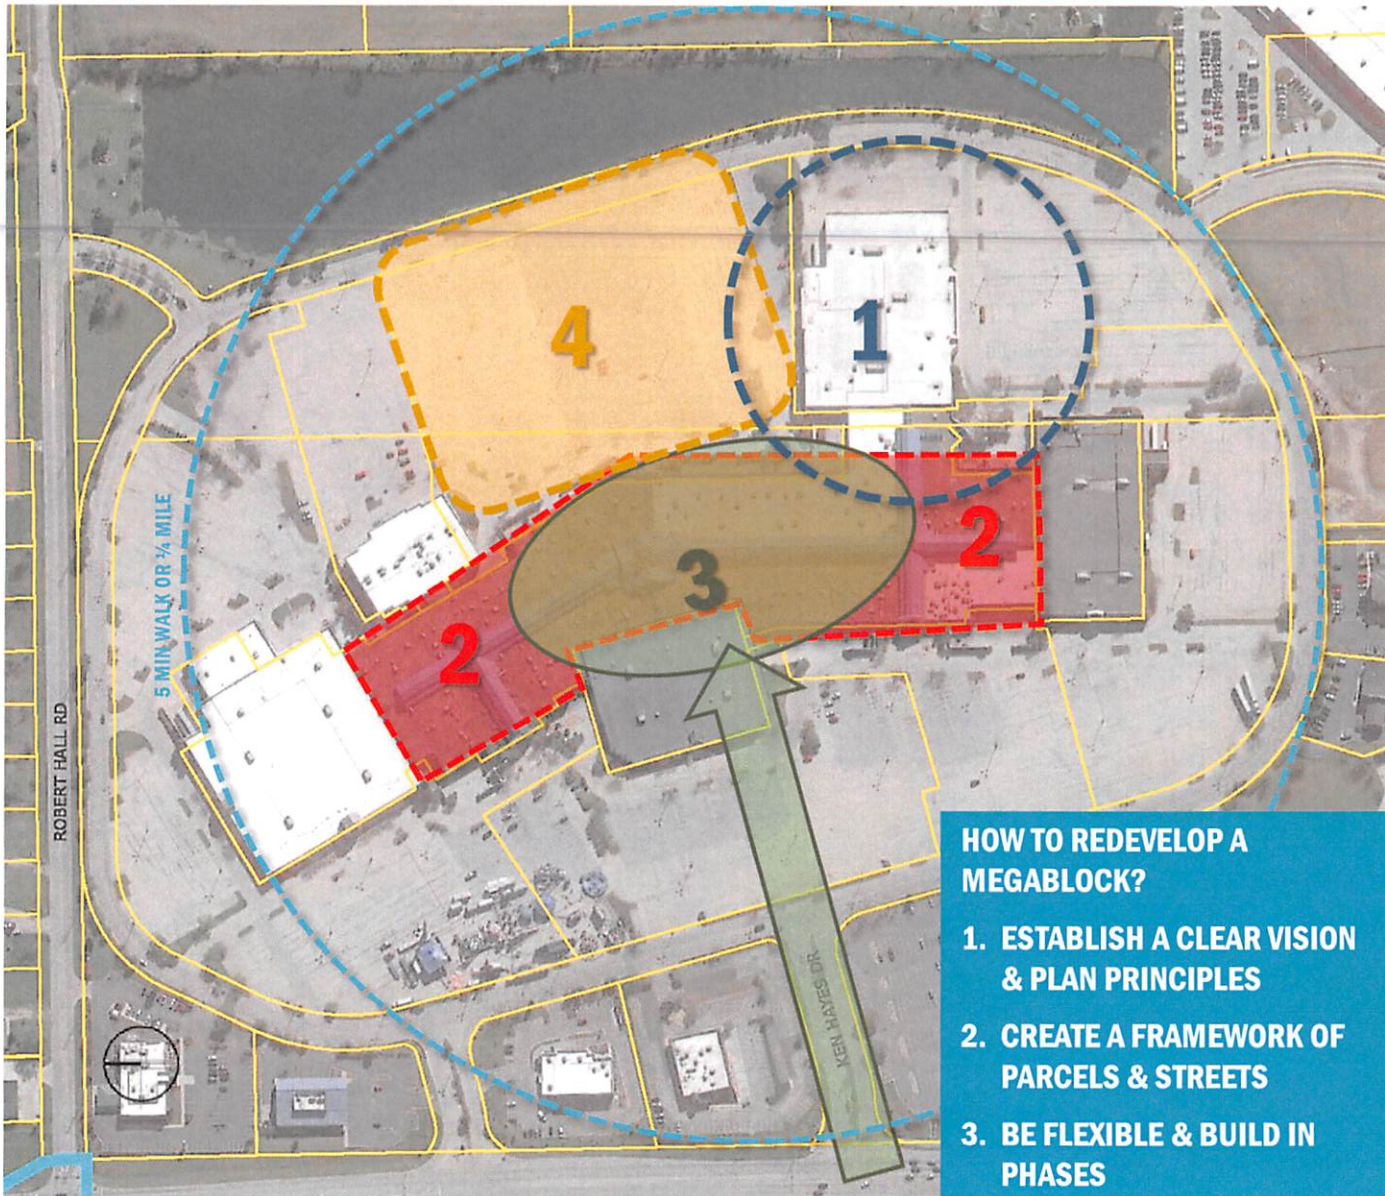 4
1
3
2
2
5 MIN WALK OR ¼ MILE
ROBERT HALL RD
KEN HAYES DR
HOW TO REDEVELOP A
MEGABLOCK?
1. ESTABLISH A CLEAR VISION
& PLAN PRINCIPLES
2. CREATE A FRAMEWORK OF
PARCELS & STREETS
3. BE FLEXIBLE & BUILD IN
PHASES